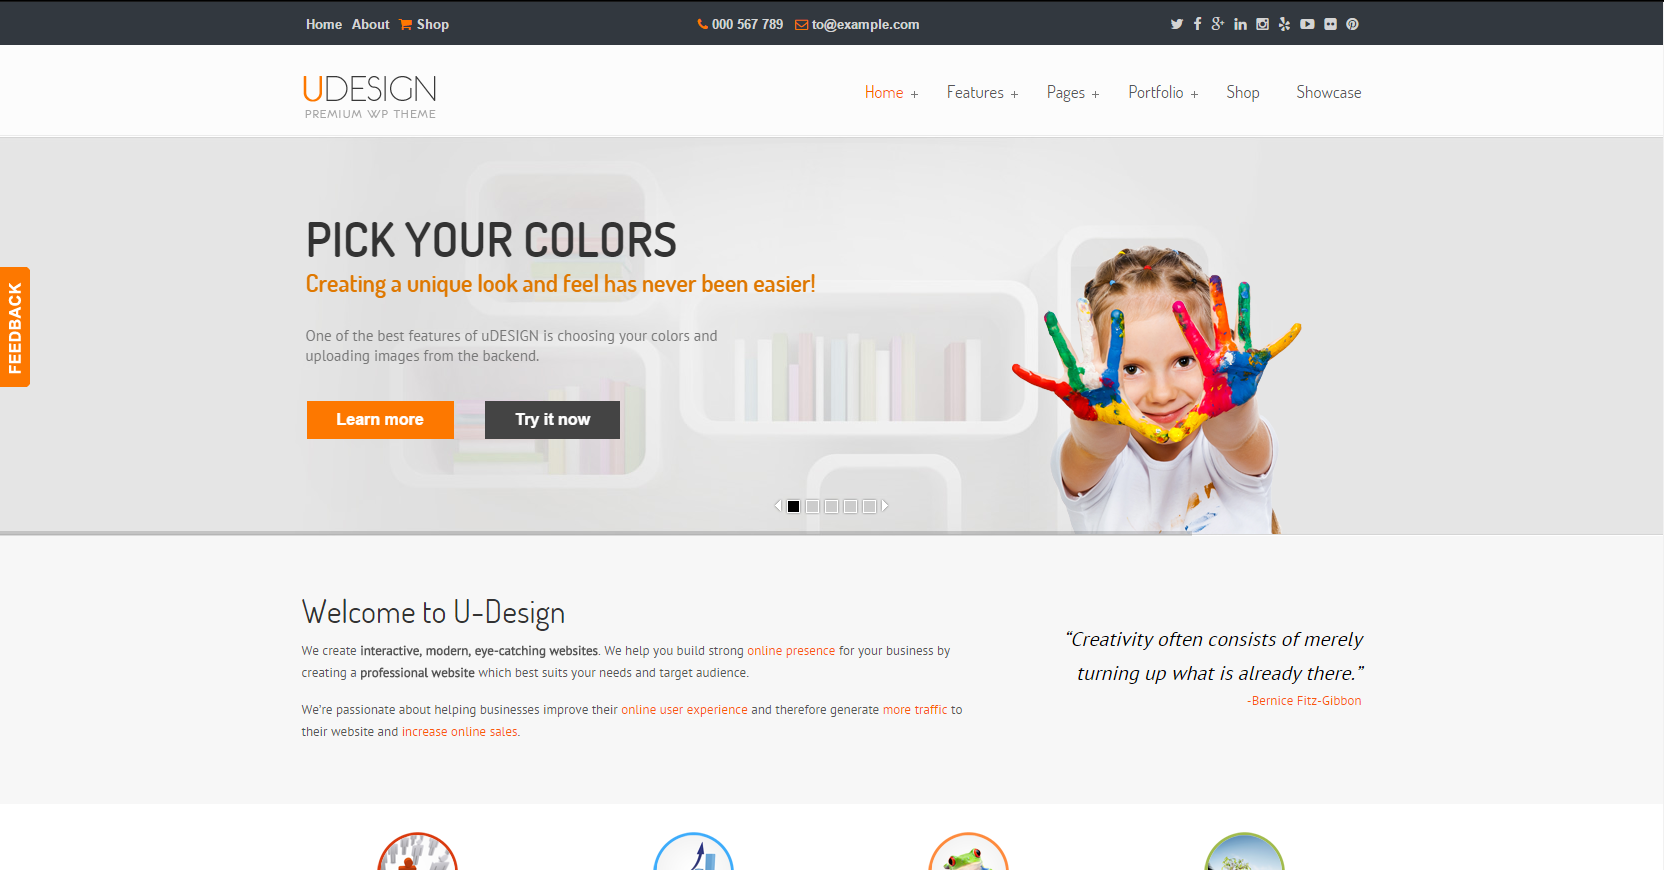 Home About Shop
000 567 789 to@example.com
UDESIGN
PREMIUM WP THEME
Home + Features + Pages + Portfolio + Shop Showcase
FEEDBACK
PICK YOUR COLORS
Creating a unique look and feel has never been easier!
One of the best features of uDESIGN is choosing your colors and
uploading images from the backend.
Learn more Try it now
Welcome to U-Design
We create interactive, modern, eye-catching websites. We help you build strong online presence for your business by
creating a professional website which best suits your needs and target audience.
We're passionate about helping businesses improve their online user experience and therefore generate more traffic to
their website and increase online sales.
“Creativity often consists of merely
turning up what is already there.”
-Bernice Fitz-Gibbon